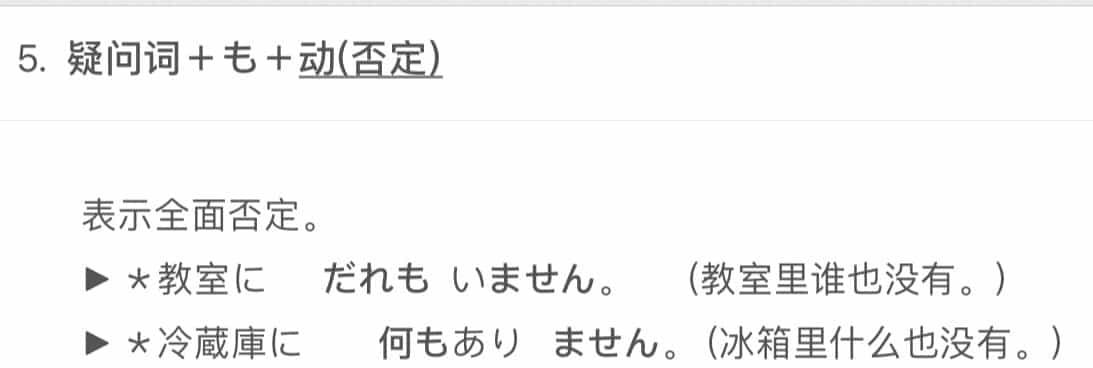 5. 疑问词＋も＋动(否定)
表示全面否定。
▶ ＊教室に　だれも いません。　（教室里谁也没有。）
▶ ＊冷蔵庫に　何もあり ません。（冰箱里什么也没有。）